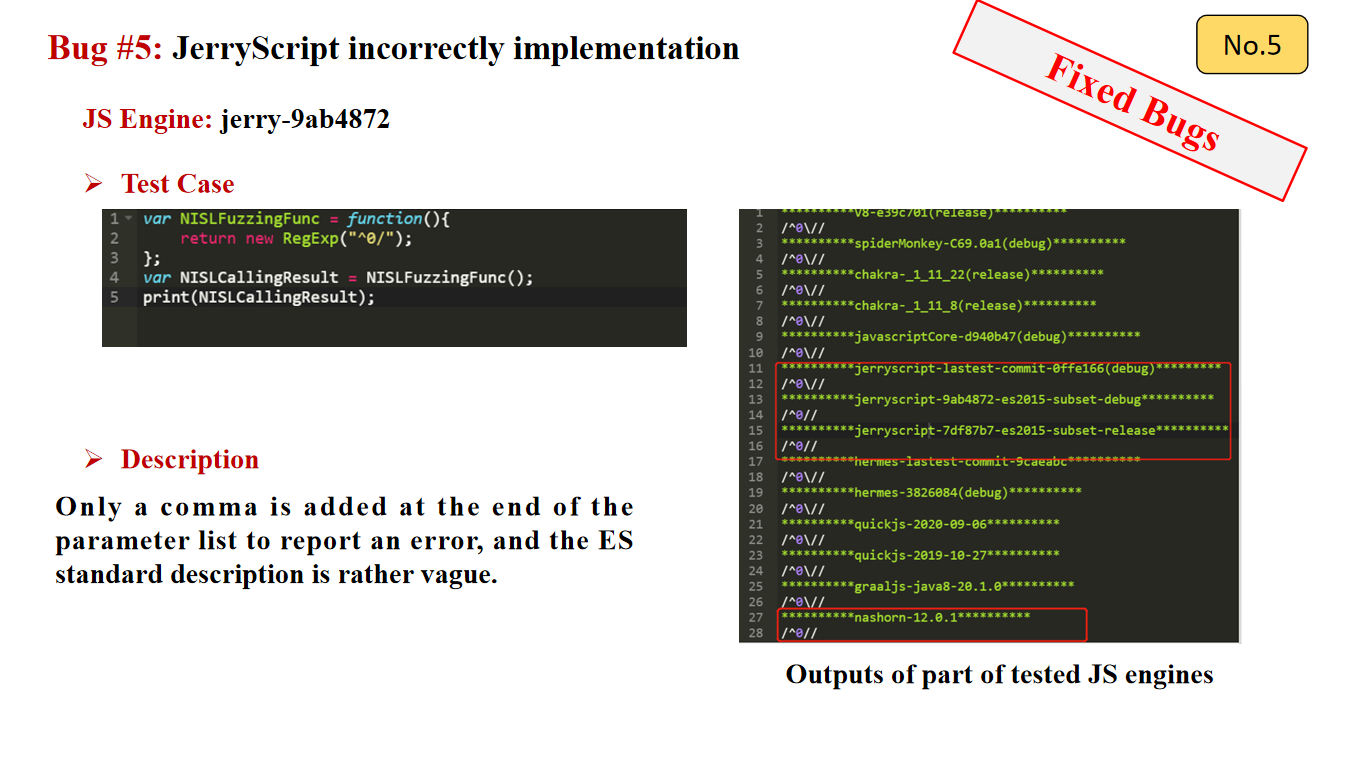 Bug #5: JerryScript incorrectly implementation
No.5
Fixed Bugs
JS Engine: jerry-9ab4872
➢ Test Case
1 var NISLFuzzingFunc = function(){
2 return new RegExp("^0/");
3 };
4 var NISLCallingResult = NISLFuzzingFunc();
5 print(NISLCallingResult);
➢ Description
Only a comma is added at the end of the
parameter list to report an error, and the ES
standard description is rather vague.
1 **********V8-e39c701(release)**********
2 /^0\//
3 **********spiderMonkey-C69.0a1(debug)**********
4 /^0\//
5 **********chakra-_1_11_22(release)**********
6 /^0\//
7 **********chakra-_1_11_8(release)**********
8 /^0\//
9 **********javascriptCore-d940b47(debug)**********
10 /^0\//
11 **********jerryscript-lastest-commit-0ffe166(debug)*********
12 /^0\//
13 **********jerryscript-9ab4872-es2015-subset-debug**********
14 /^0//
15 **********jerryscript-7df87b7-es2015-subset-release**********
16 /^0//
17 **********hermes-lastest-commit-9caeabc**********
18 /^0\//
19 **********hermes-3826084(debug)**********
20 /^0\//
21 **********quickjs-2020-09-06**********
22 /^0\//
23 **********quickjs-2019-10-27**********
24 /^0\//
25 **********graaljs-java8-20.1.0**********
26 /^0\//
27 **********nashorn-12.0.1**********
28 /^0//
Outputs of part of tested JS engines